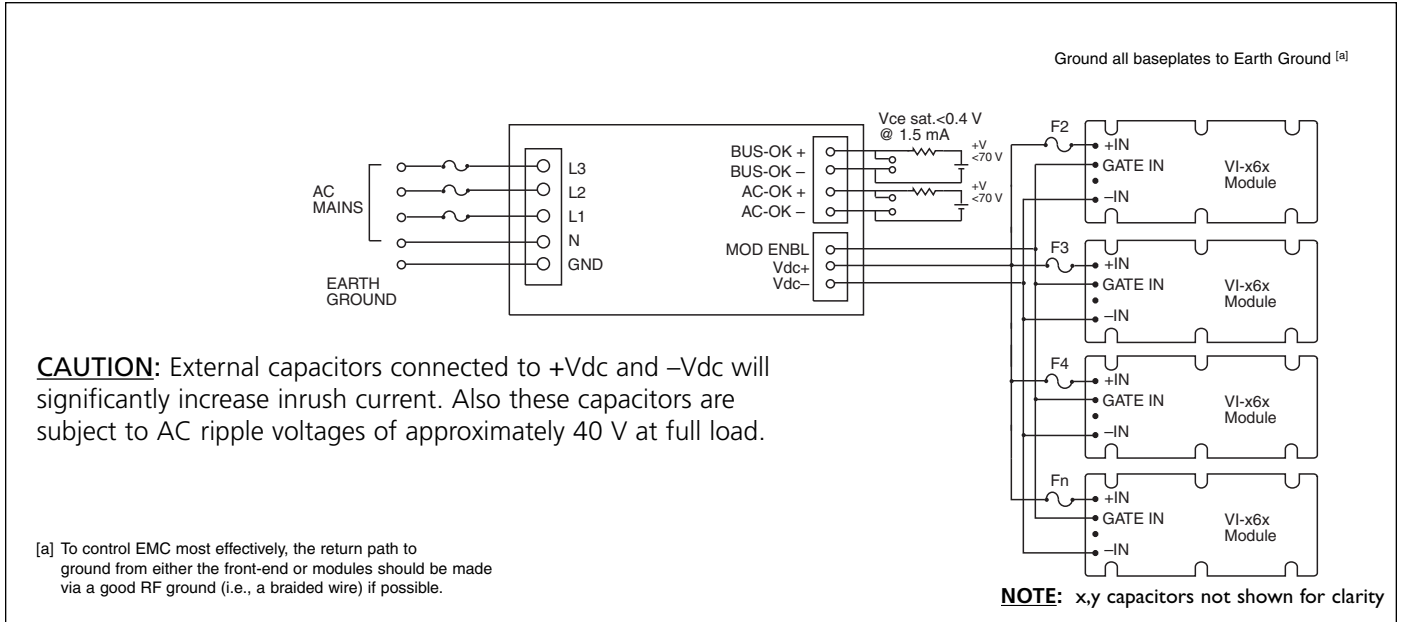 Ground all baseplates to Earth Ground [a]
AC
MAINS
EARTH
GROUND
L3
L2
L1
N
GND
BUS-OK +
BUS-OK –
AC-OK +
AC-OK –
MOD ENBL
Vdc+
Vdc–
Vce sat.<0.4 V
@ 1.5 mA
+V
<70 V
+V
<70 V
F2
+IN
GATE IN
–IN
VI-x6x
Module
F3
+IN
GATE IN
–IN
VI-x6x
Module
F4
+IN
GATE IN
–IN
VI-x6x
Module
Fn
+IN
GATE IN
–IN
VI-x6x
Module
CAUTION: External capacitors connected to +Vdc and –Vdc will
significantly increase inrush current. Also these capacitors are
subject to AC ripple voltages of approximately 40 V at full load.
[a] To control EMC most effectively, the return path to
ground from either the front-end or modules should be made
via a good RF ground (i.e., a braided wire) if possible.
NOTE: x,y capacitors not shown for clarity